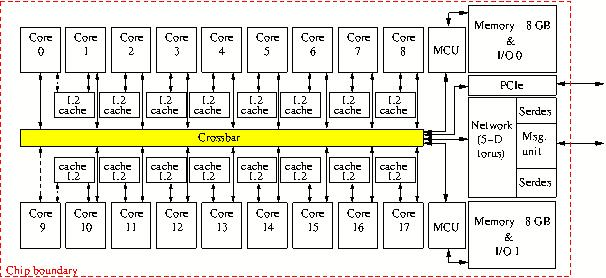 Core 0
Core 1
Core 2
Core 3
Core 4
Core 5
Core 6
Core 7
Core 8
MCU
Memory 8 GB
&
I/O 0
L2 cache
L2 cache
L2 cache
L2 cache
L2 cache
L2 cache
L2 cache
L2 cache
PCIe
Crossbar
Network
(5-D
torus)
Serdes
Msg.
unit
Serdes
cache L2
cache L2
cache L2
cache L2
cache L2
cache L2
cache L2
cache L2
Core 9
Core 10
Core 11
Core 12
Core 13
Core 14
Core 15
Core 16
Core 17
MCU
Memory 8 GB
&
I/O 1
Chip boundary